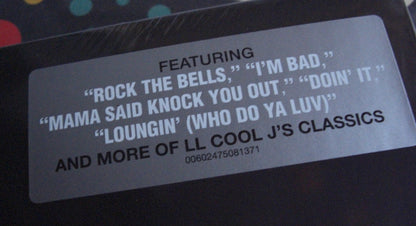 FEATURING
“ROCK THE BELLS,” “I’M BAD,”
“MAMA SAID KNOCK YOU OUT,” “DOIN’ IT,”
“LOUNGIN’ (WHO DO YA LUV)”
AND MORE OF LL COOL J’S CLASSICS
00602475081371